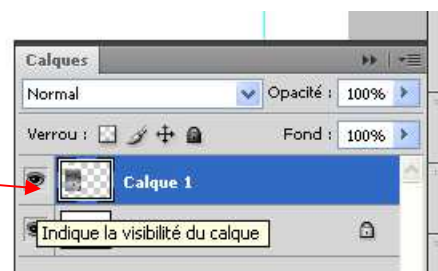 Calques
Normal Opacité : 100%
Verrou : Fond : 100%
Calque 1
Indique la visibilité du calque